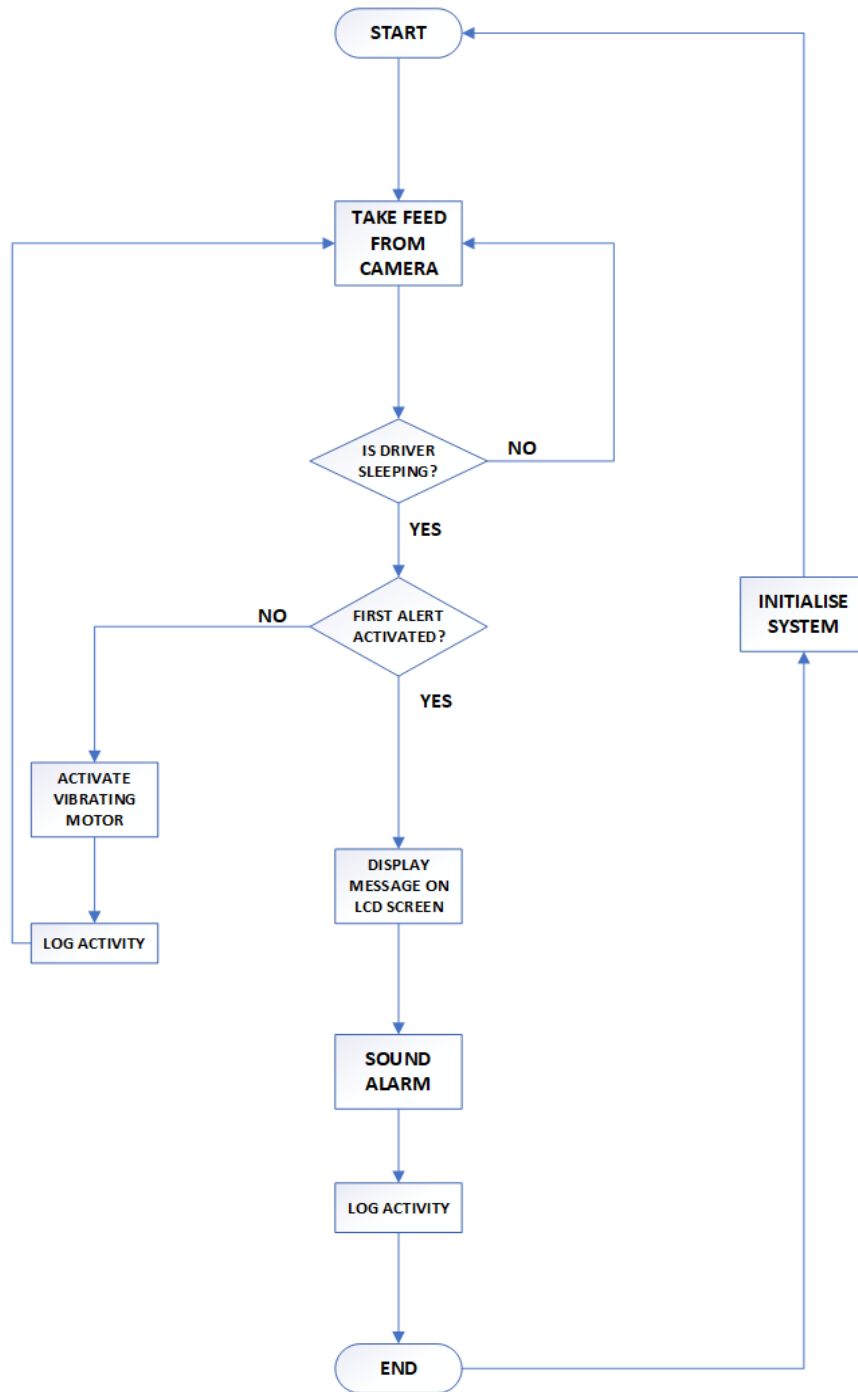 START
TAKE FEED
FROM
CAMERA
IS DRIVER
SLEEPING?
NO
YES
FIRST ALERT
ACTIVATED?
NO
YES
INITIALISE
SYSTEM
ACTIVATE
VIBRATING
MOTOR
LOG ACTIVITY
DISPLAY
MESSAGE ON
LCD SCREEN
SOUND
ALARM
LOG ACTIVITY
END